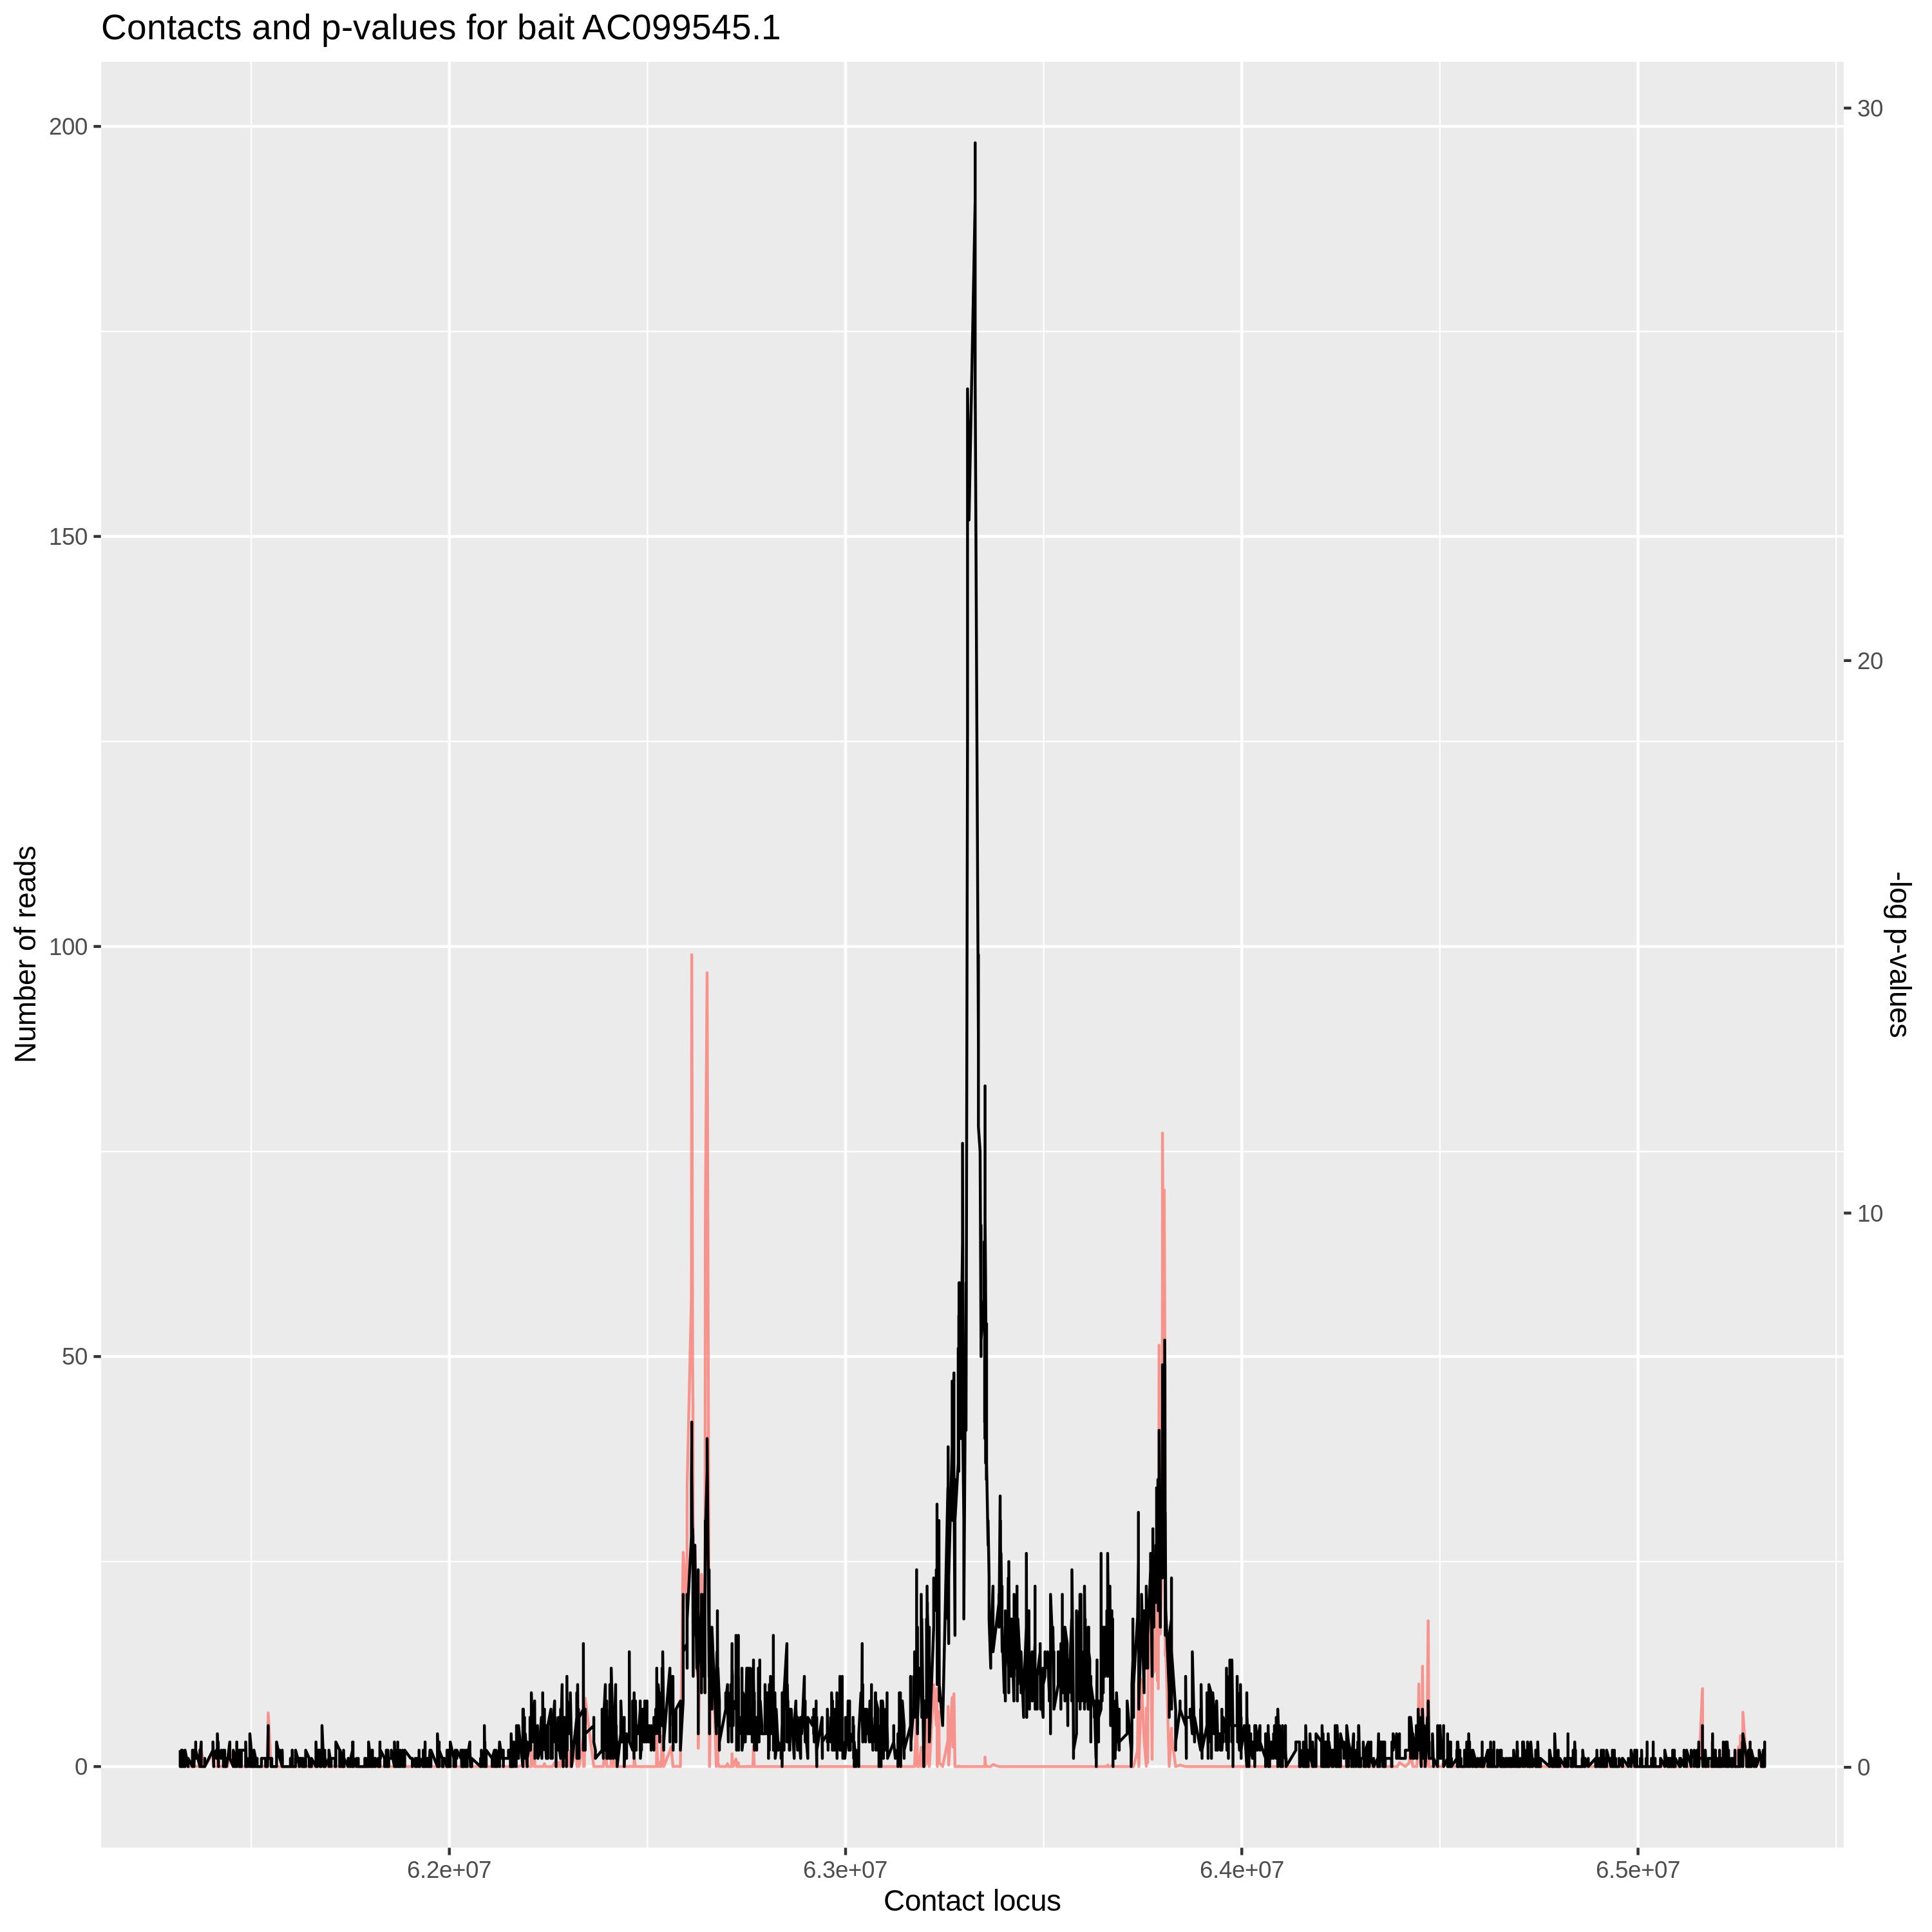 Contacts and p-values for bait AC099545.1
200
150
100
50
0
30
20
10
0
Number of reads
-log p-values
6.2e+07
6.3e+07
6.4e+07
6.5e+07
Contact locus